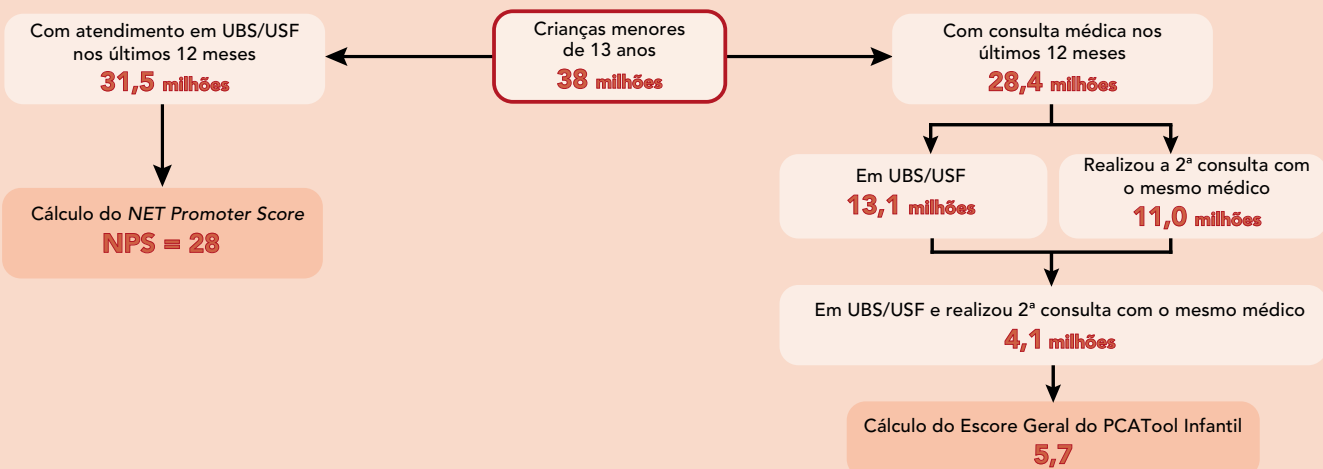 Com atendimento em UBS/USF
nos últimos 12 meses
31,5 milhões
Cálculo do NET Promoter Score
NPS = 28
Crianças menores
de 13 anos
38 milhões
Com consulta médica nos
últimos 12 meses
28,4 milhões
Em UBS/USF
13,1 milhões
Realizou a 2ª consulta com
o mesmo médico
11,0 milhões
Em UBS/USF e realizou 2ª consulta com o mesmo médico
4,1 milhões
Cálculo do Escore Geral do PCATool Infantil
5,7